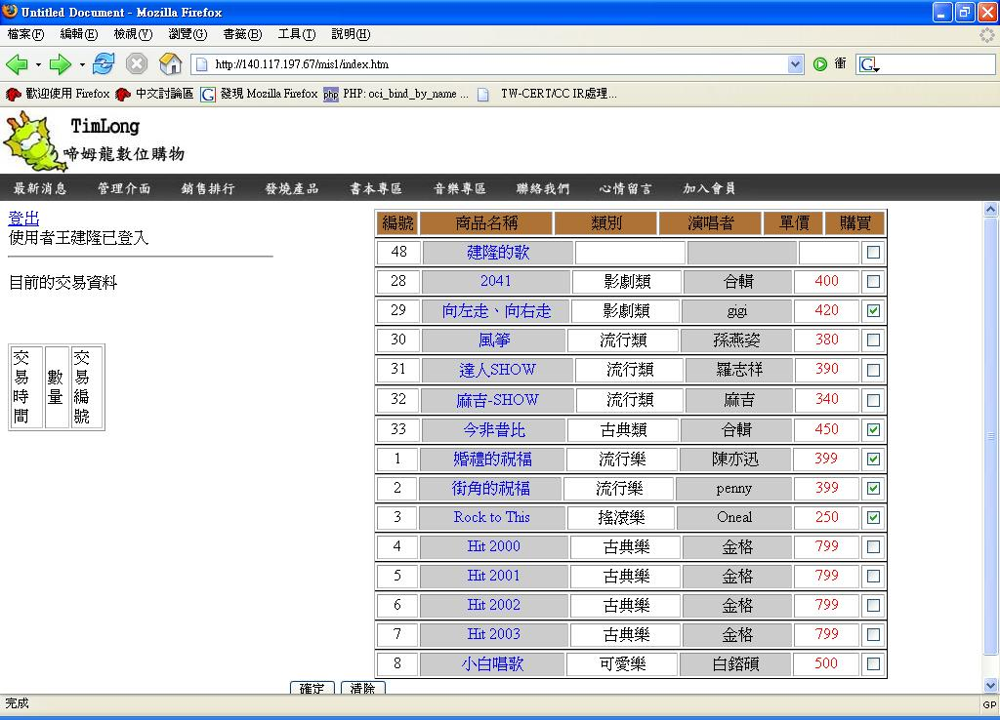 Untitled Document - Mozilla Firefox
檔案(F) 編輯(E) 檢視(V) 瀏覽(G) 書籤(B) 工具(T) 說明(H)
http://140.117.197.67/mis1/index.htm 衝 G
歡迎使用 Firefox 中文討論區 G 發現 Mozilla Firefox php PHP: oci_bind_by_name ... TW-CERT/CC IR處理...
TimLong
啼姆龍數位購物
最新消息 管理介面 銷售排行 發燒產品 書本專區 音樂專區 聯絡我們 心情留言 加入會員
登出
使用者王建隆已登入
目前的交易資料
交易時間 數量 交易編號
編號 商品名稱 類別 演唱者 單價 購買
48 建隆的歌
28 2041 影劇類 合輯 400
29 向左走、向右走 影劇類 gigi 420
30 風箏 流行類 孫燕姿 380
31 達人SHOW 流行類 羅志祥 390
32 麻吉-SHOW 流行類 麻吉 340
33 今非昔比 古典類 合輯 450
1 婚禮的祝福 流行樂 陳亦迅 399
2 街角的祝福 流行樂 penny 399
3 Rock to This 搖滾樂 Oneal 250
4 Hit 2000 古典樂 金格 799
5 Hit 2001 古典樂 金格 799
6 Hit 2002 古典樂 金格 799
7 Hit 2003 古典樂 金格 799
8 小白唱歌 可愛樂 白鎔碩 500
確定 清除
完成 GP